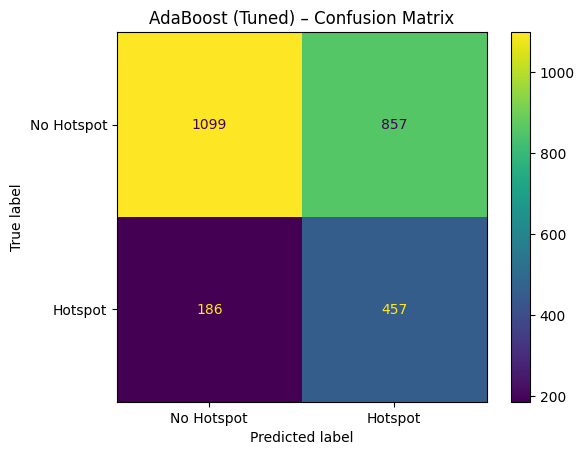 AdaBoost (Tuned) – Confusion Matrix
True label
No Hotspot
1099
857
Hotspot
186
457
No Hotspot
Hotspot
Predicted label
1000
800
600
400
200